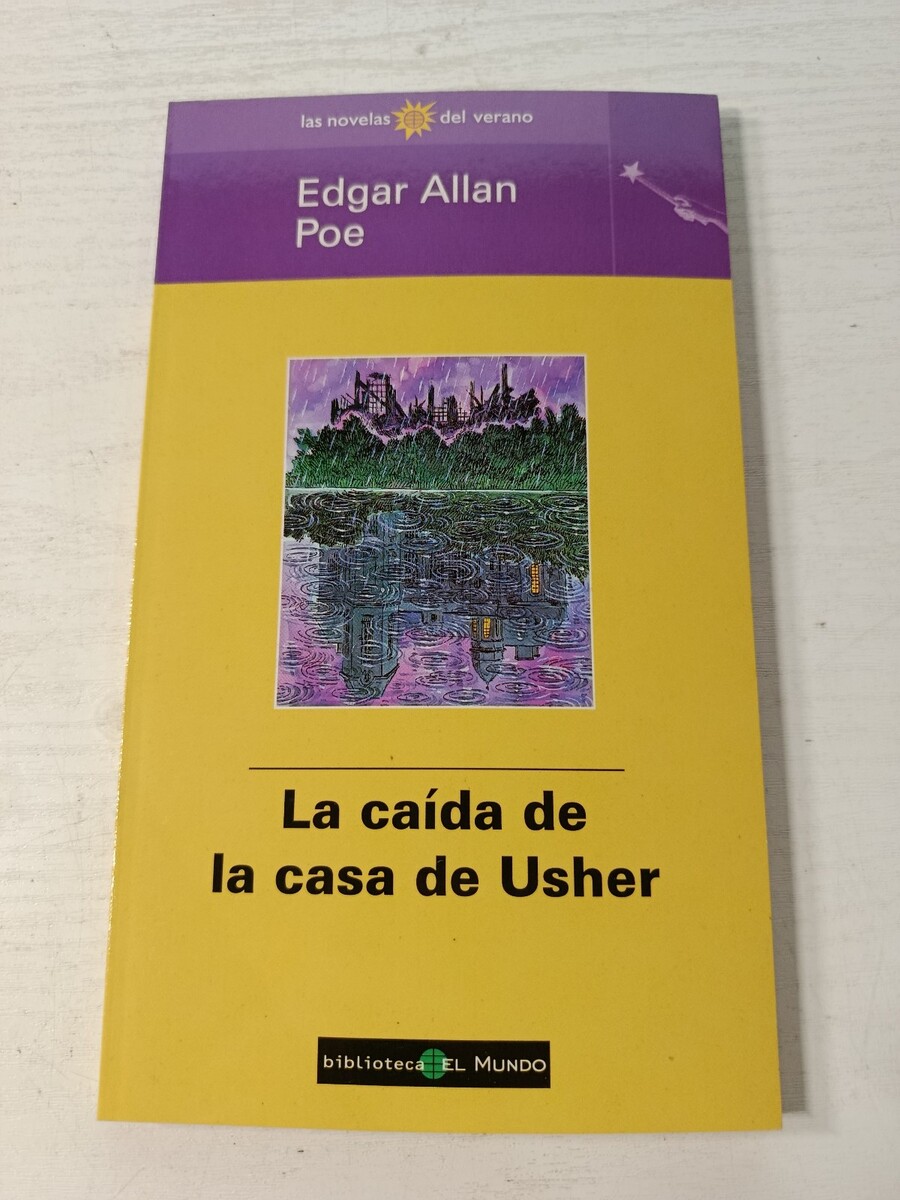 las novelas del verano
Edgar Allan
Poe
La caída de
la casa de Usher
biblioteca EL MUNDO